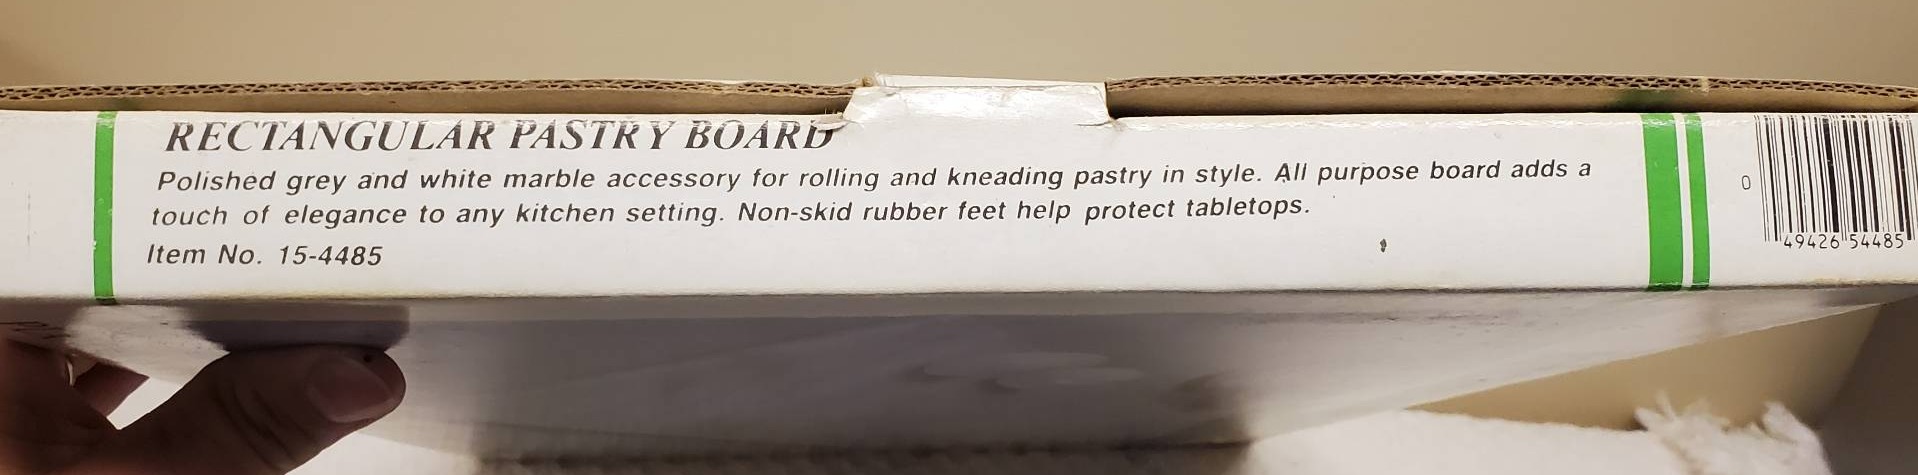 RECTANGULAR PASTRY BOARD
Polished grey and white marble accessory for rolling and kneading pastry in style. All purpose board adds a
touch of elegance to any kitchen setting. Non-skid rubber feet help protect tabletops.
Item No. 15-4485
0 49426 54485